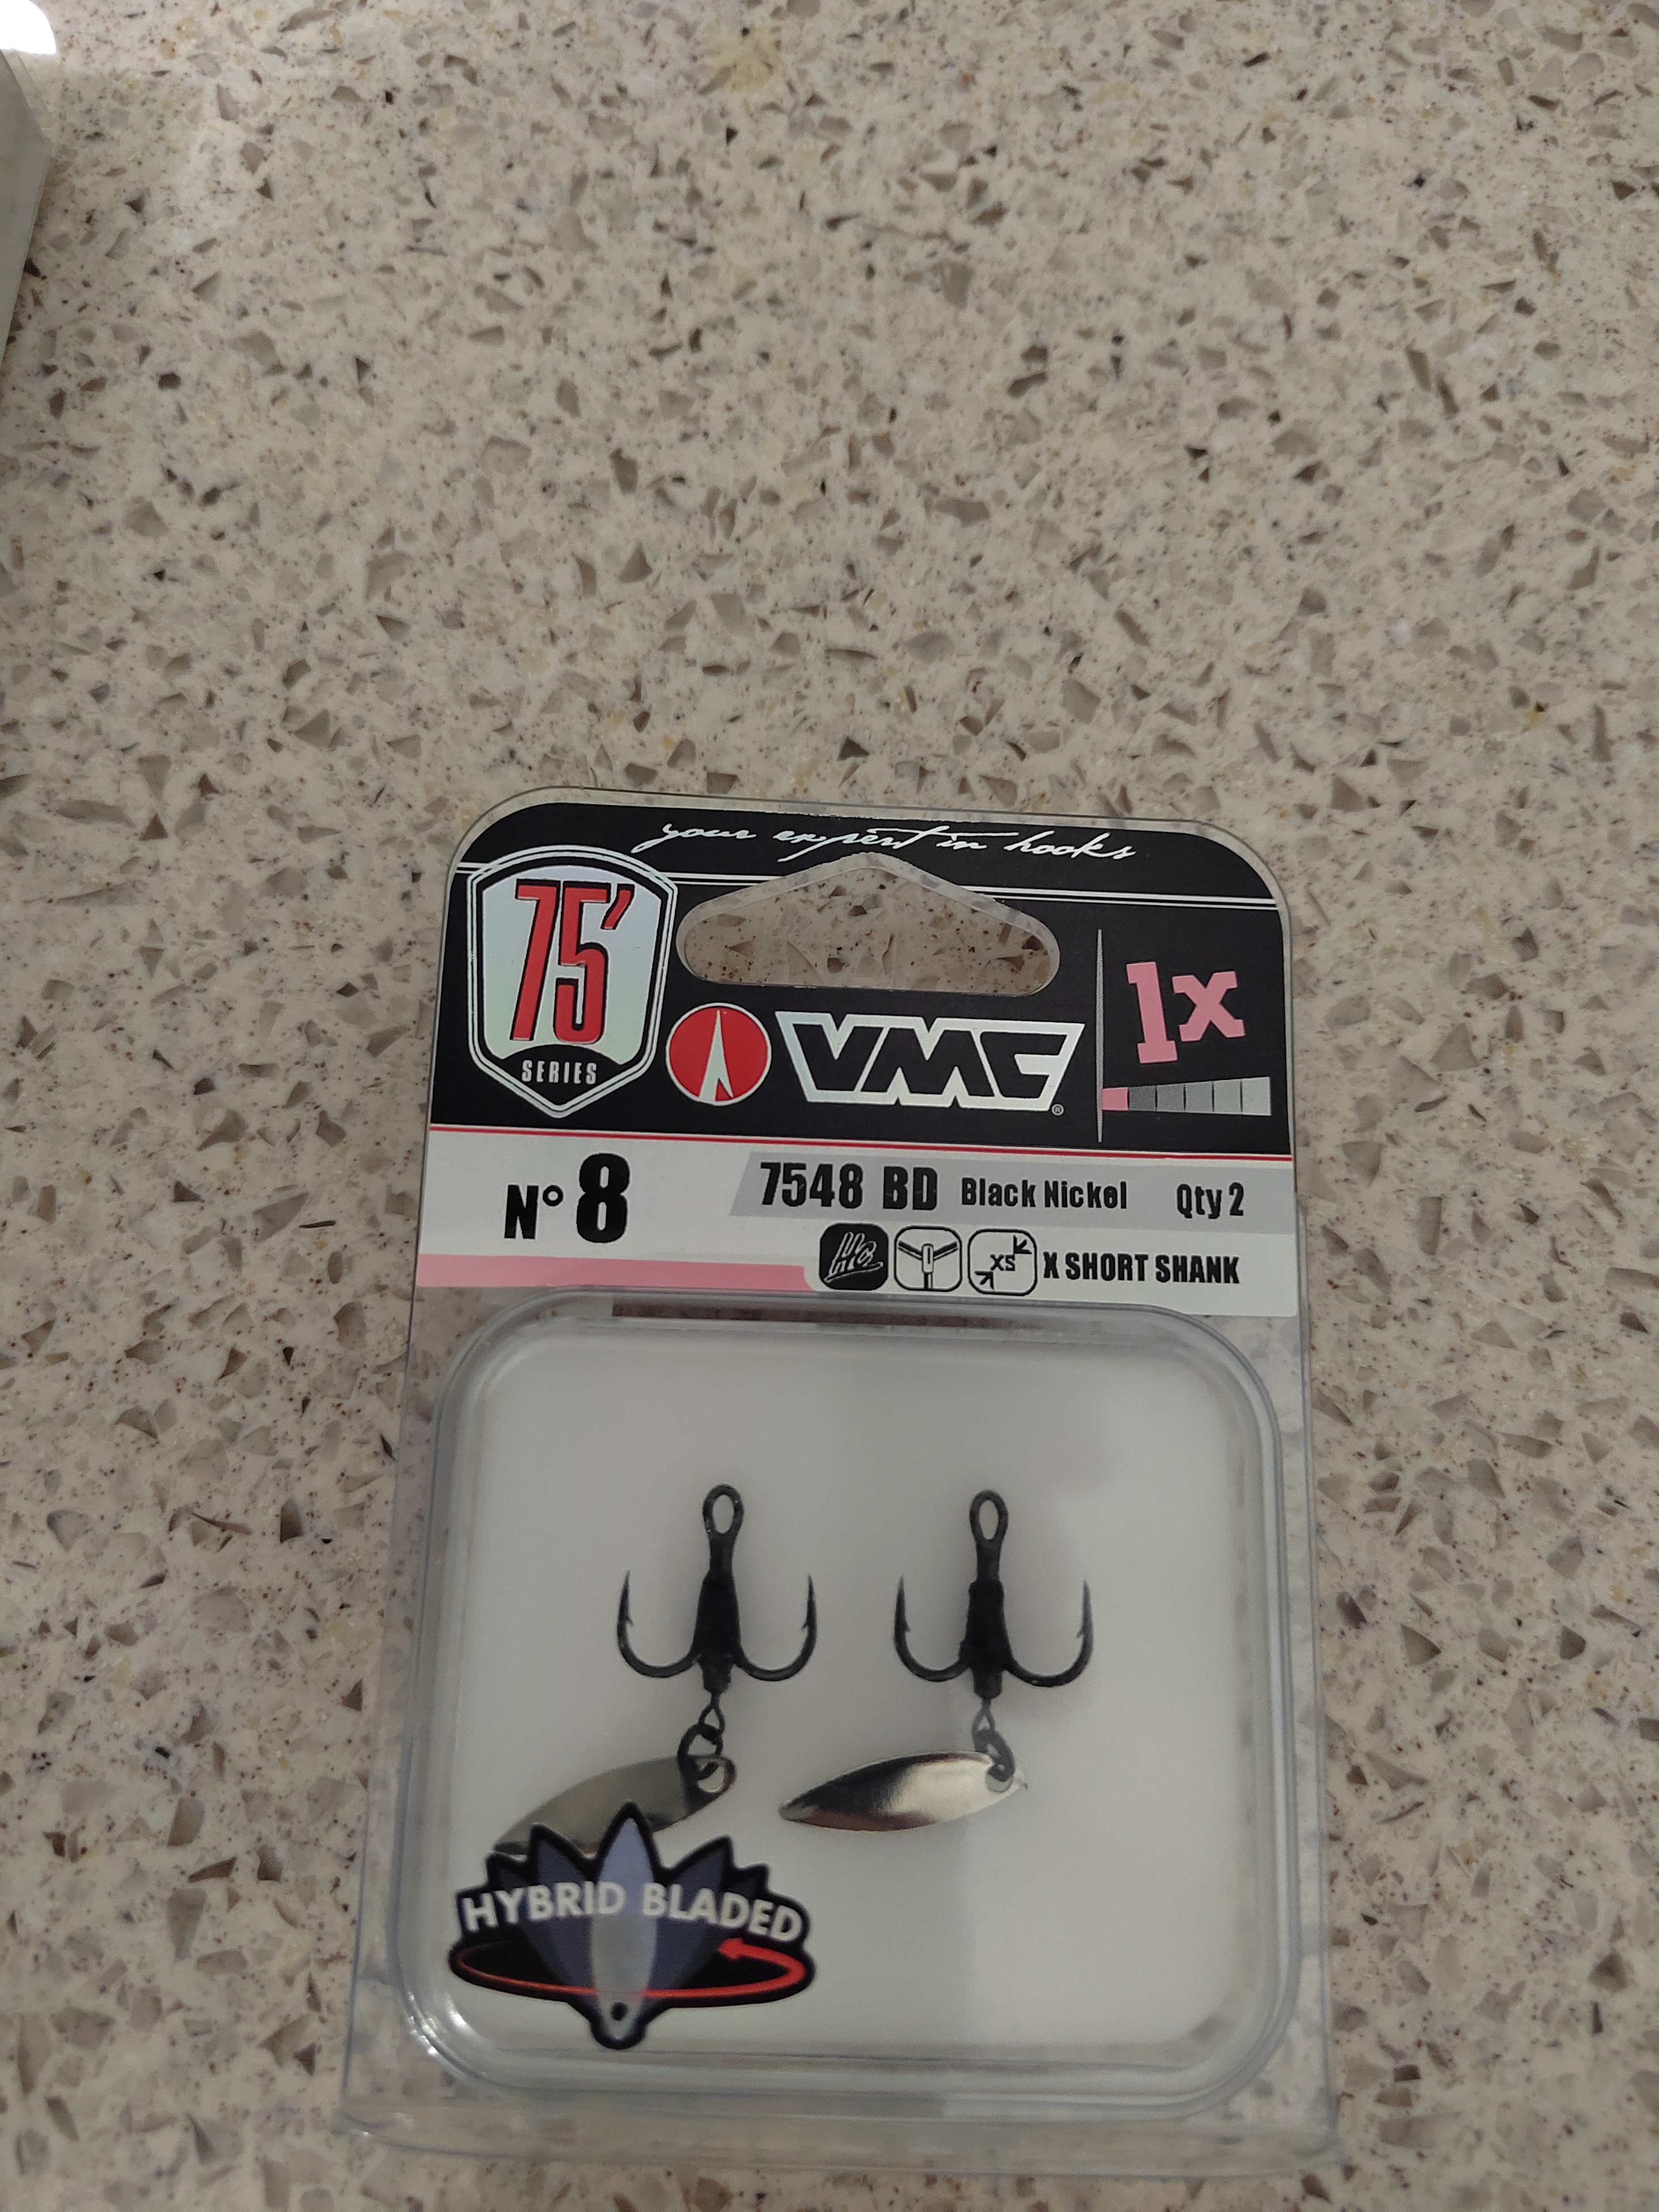 your expert in hooks
75'
SERIES
VMC®
1x
N° 8
7548 BD Black Nickel Qty 2
HC XS X SHORT SHANK
HYBRID BLADED